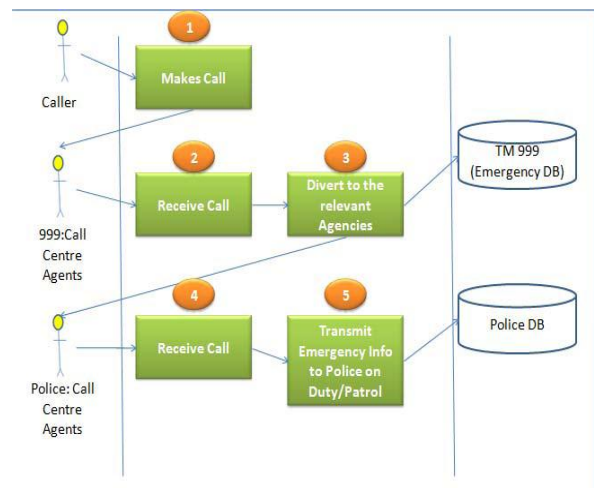 1
Makes Call
Caller
2
Receive Call
3
Divert to the
relevant
Agencies
TM 999
(Emergency DB)
999:Call
Centre
Agents
4
Receive Call
5
Transmit
Emergency Info
to Police on
Duty/Patrol
Police DB
Police: Call
Centre
Agents